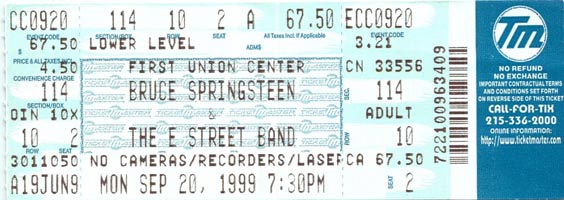 CC0920 114 10 2 A 67.50 ECC0920
EVENT CODE SECTION/AISLE ROW/BOX SEAT ADMISSION
67.50 LOWER LEVEL ADMS 3.21
PRICE & ALL TAXES INCL. All Taxes Incl. If Applicable
4.50 FIRST UNION CENTER CN 33556
CONVENIENCE CHARGE
SECTION/BOX
114 BRUCE SPRINGSTEEN 114
OIN 10X & ADULT
ROW SEAT
10 2 THE E STREET BAND 10 2
3011050 NO CAMERAS/RECORDERS/LASER CA 67.50
A19JUN9 MON SEP 20, 1999 7:30PM A
722100963409
TM
NO REFUND
NO EXCHANGE
IMPORTANT CONTRACTUAL TERMS
AND CONDITIONS SET FORTH
ON REVERSE SIDE OF THIS TICKET
CALL-FOR-TIX
215-336-2000
ONLINE INFORMATION:
http://www.ticketmaster.com